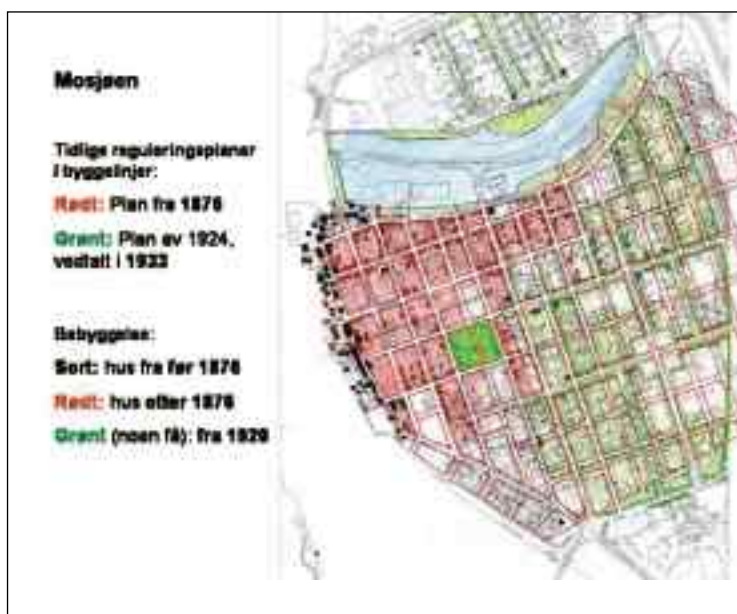 Mosjøen
Tidlige reguleringsplaner
i byggelinjer:
Rødt: Plan fra 1876
Grønt: Plan av 1924,
vedtatt i 1933
Bebyggelse:
Sort: hus fra før 1876
Rødt: hus etter 1876
Grønt (noen få): fra 1920